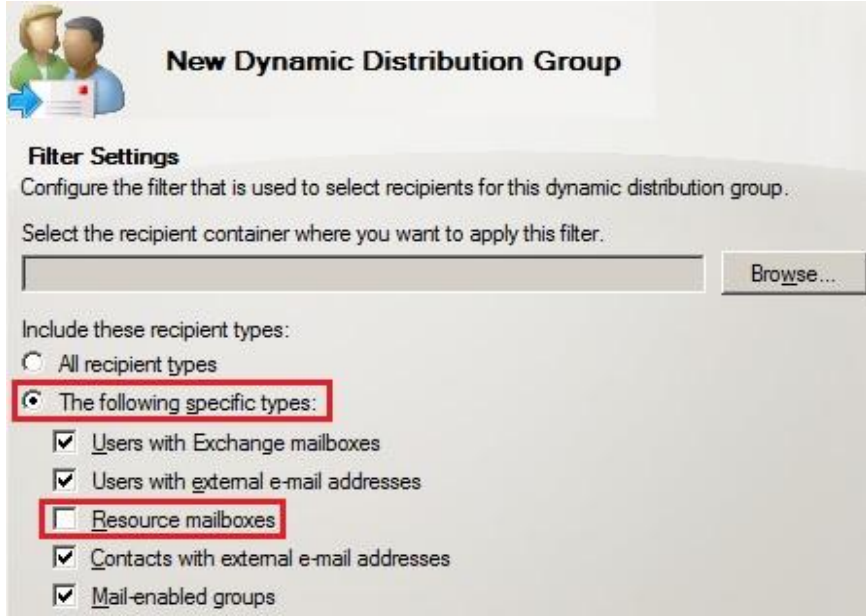 New Dynamic Distribution Group
Filter Settings
Configure the filter that is used to select recipients for this dynamic distribution group.
Select the recipient container where you want to apply this filter.
Browse...
Include these recipient types:
All recipient types
The following specific types:
Users with Exchange mailboxes
Users with external e-mail addresses
Resource mailboxes
Contacts with external e-mail addresses
Mail-enabled groups